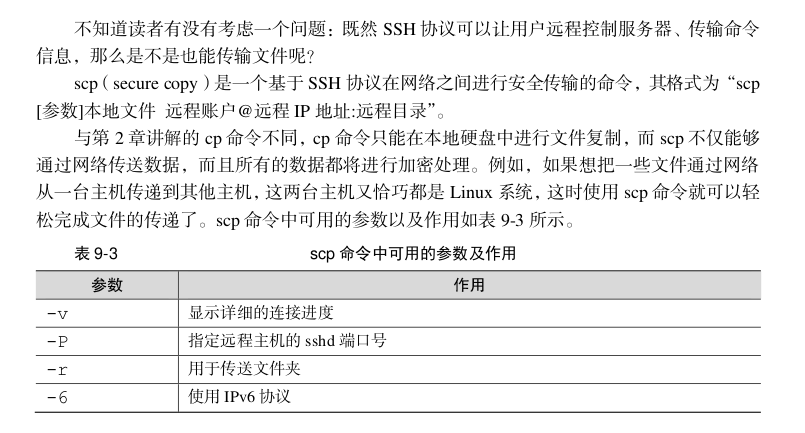 不知道读者有没有考虑一个问题：既然 SSH 协议可以让用户远程控制服务器、传输命令
信息，那么是不是也能传输文件呢？
scp（secure copy）是一个基于 SSH 协议在网络之间进行安全传输的命令，其格式为“scp
[参数]本地文件 远程账户@远程 IP 地址:远程目录”。
与第 2 章讲解的 cp 命令不同，cp 命令只能在本地硬盘中进行文件复制，而 scp 不仅能够
通过网络传送数据，而且所有的数据都将进行加密处理。例如，如果想把一些文件通过网络
从一台主机传递到其他主机，这两台主机又恰巧都是 Linux 系统，这时使用 scp 命令就可以轻
松完成文件的传递了。scp 命令中可用的参数以及作用如表 9-3 所示。
表 9-3 scp 命令中可用的参数及作用
参数 作用
-v 显示详细的连接进度
-P 指定远程主机的 sshd 端口号
-r 用于传送文件夹
-6 使用 IPv6 协议